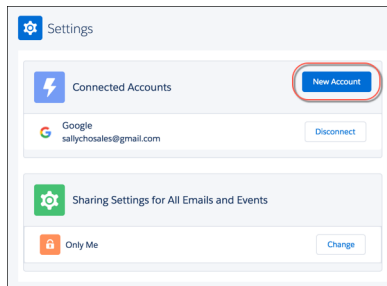 Settings
Connected Accounts
New Account
Google
sallychosales@gmail.com
Disconnect
Sharing Settings for All Emails and Events
Only Me
Change